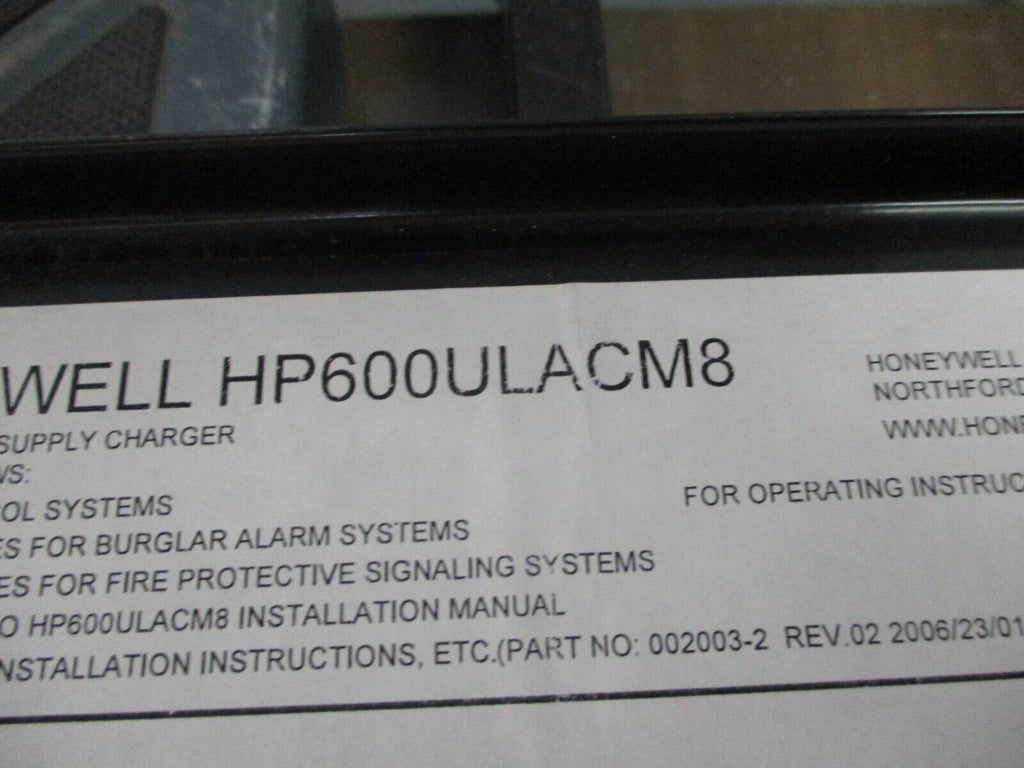 WELL HP600ULACM8
SUPPLY CHARGER
WS:
OL SYSTEMS
ES FOR BURGLAR ALARM SYSTEMS
ES FOR FIRE PROTECTIVE SIGNALING SYSTEMS
O HP600ULACM8 INSTALLATION MANUAL
NSTALLATION INSTRUCTIONS, ETC.(PART NO: 002003-2 REV.02 2006/23/01
HONEYWELL
NORTHFORD
WWW.HONE
FOR OPERATING INSTRUC